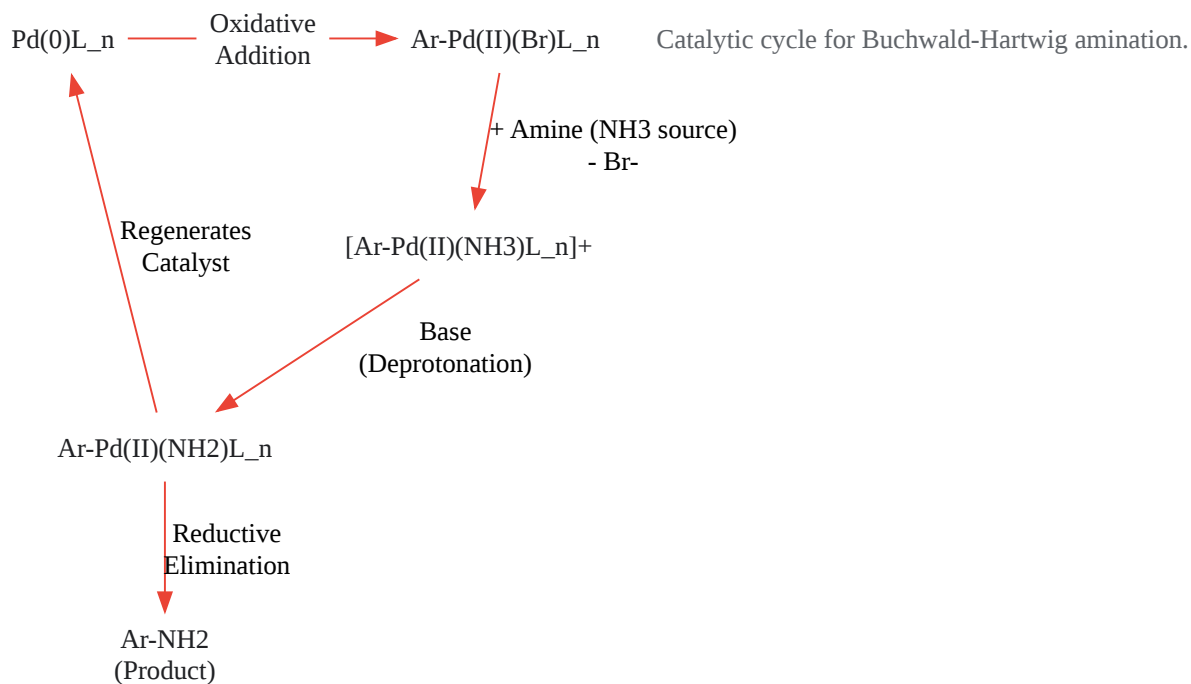 Pd(0)L_n
Oxidative
Addition
Ar-Pd(II)(Br)L_n
Catalytic cycle for Buchwald-Hartwig amination.
+ Amine (NH3 source)
- Br-
Regenerates
Catalyst
[Ar-Pd(II)(NH3)L_n]+
Base
(Deprotonation)
Ar-Pd(II)(NH2)L_n
Reductive
Elimination
Ar-NH2
(Product)